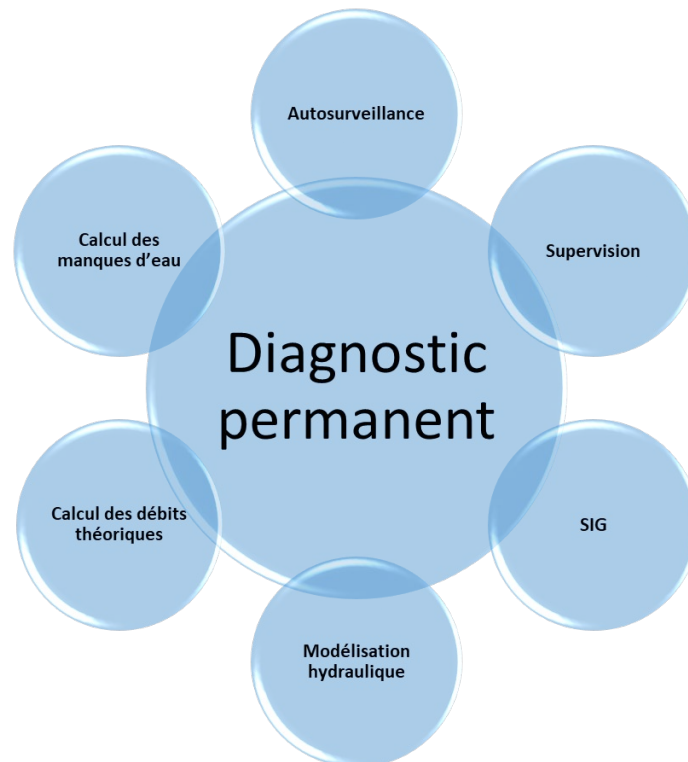 Autosurveillance
Calcul des
manques d’eau
Supervision
Diagnostic
permanent
Calcul des débits
théoriques
SIG
Modélisation
hydraulique